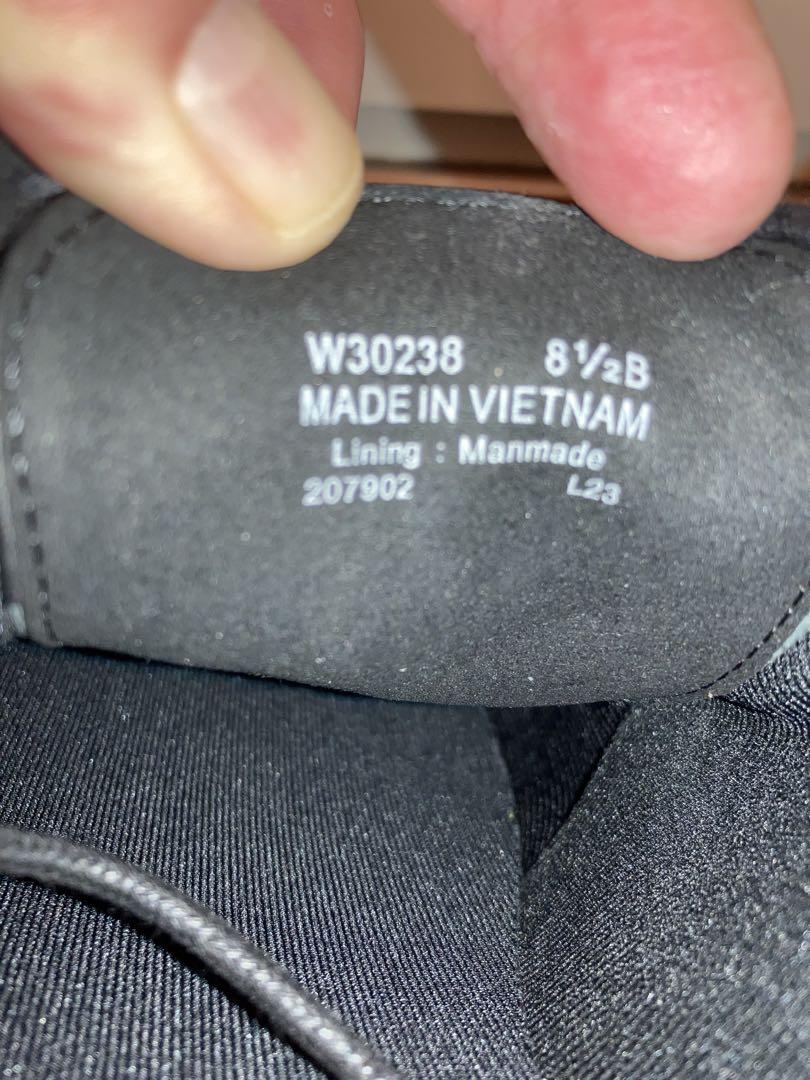 W30238 8½B
MADE IN VIETNAM
Lining : Manmade
207902 L23